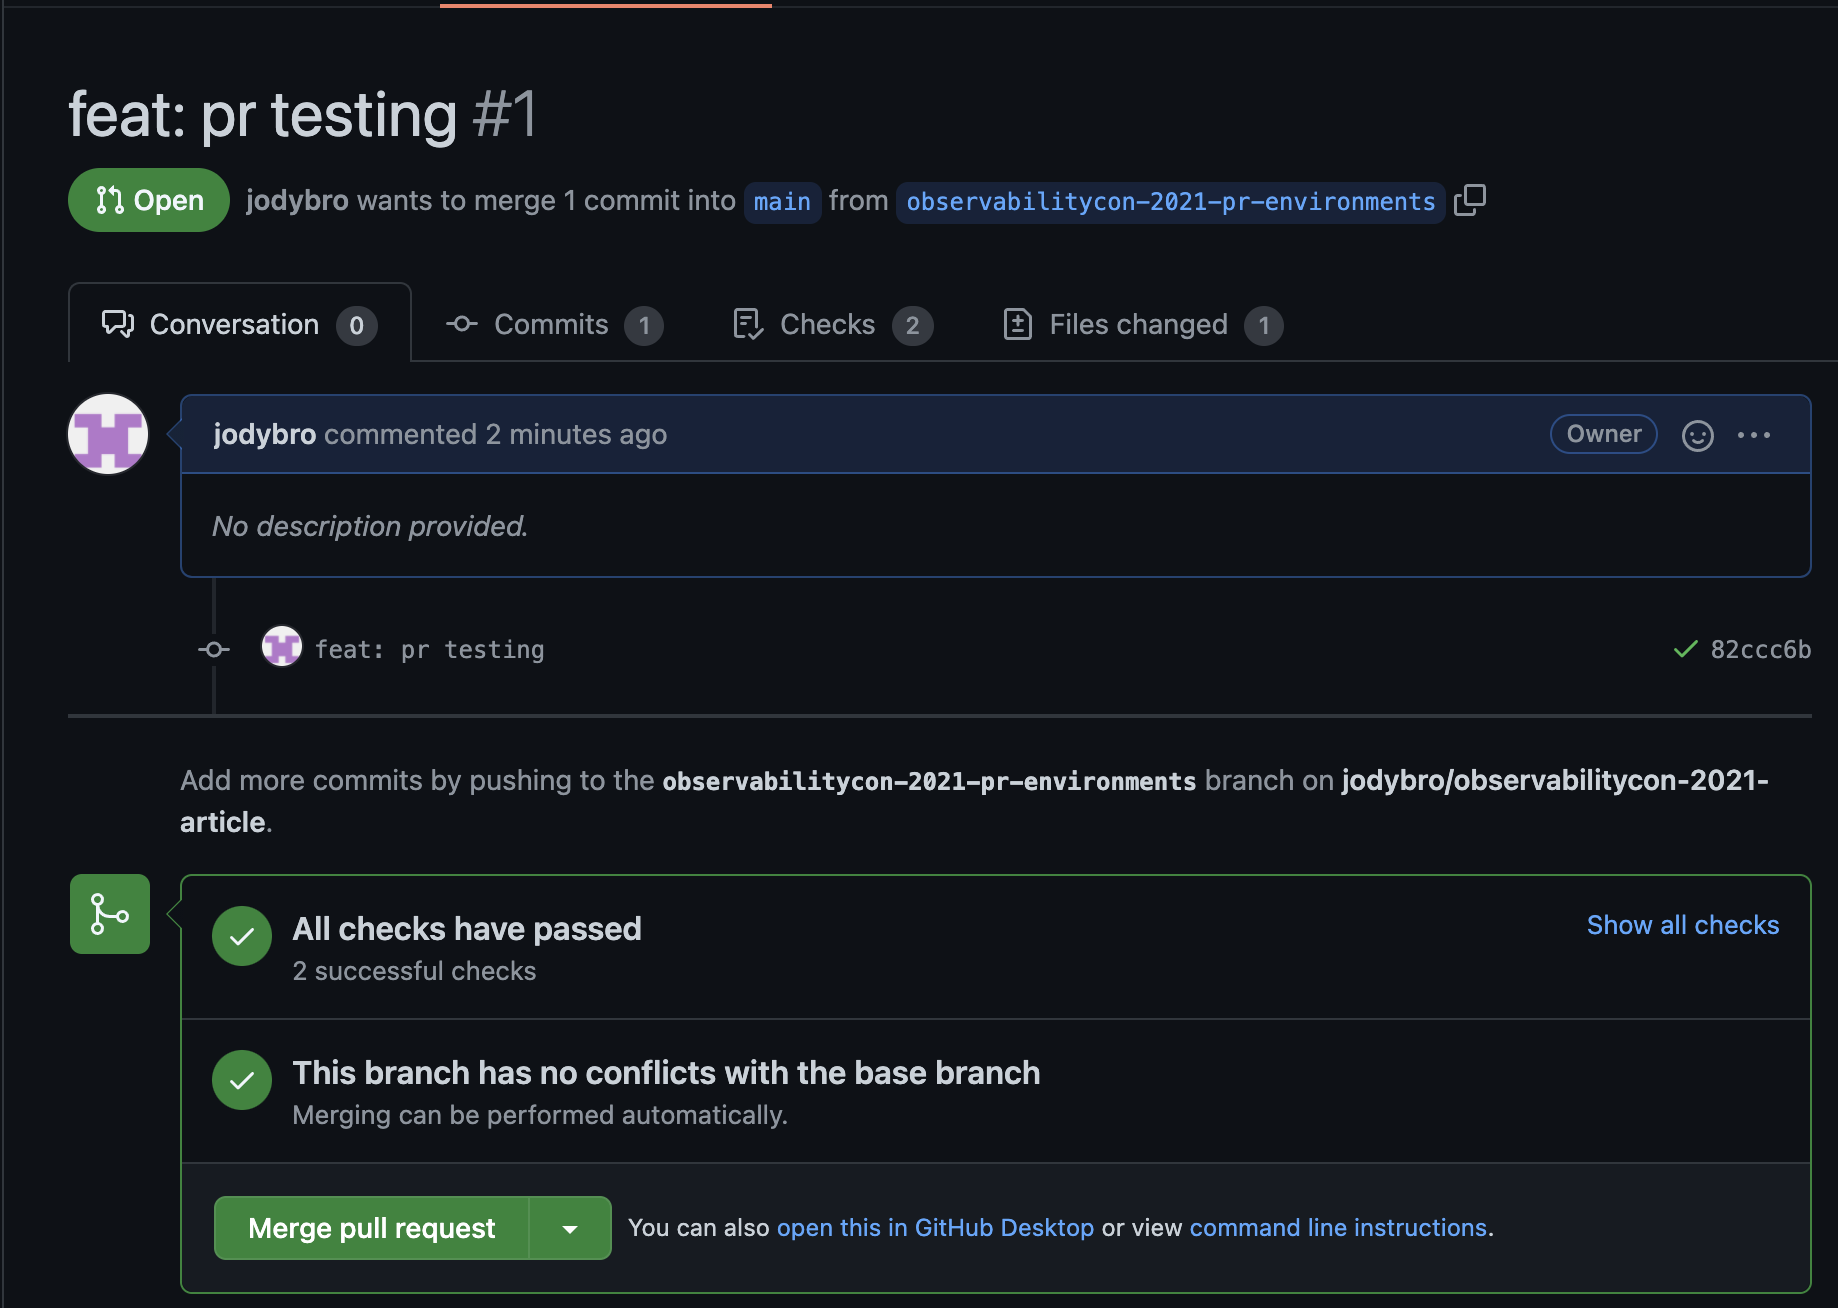 feat: pr testing #1
Open jodybro wants to merge 1 commit into main from observabilitycon-2021-pr-environments
Conversation 0 Commits 1 Checks 2 Files changed 1
jodybro commented 2 minutes ago Owner
No description provided.
feat: pr testing 82ccc6b
Add more commits by pushing to the observabilitycon-2021-pr-environments branch on jodybro/observabilitycon-2021-
article.
All checks have passed Show all checks
2 successful checks
This branch has no conflicts with the base branch
Merging can be performed automatically.
Merge pull request You can also open this in GitHub Desktop or view command line instructions.